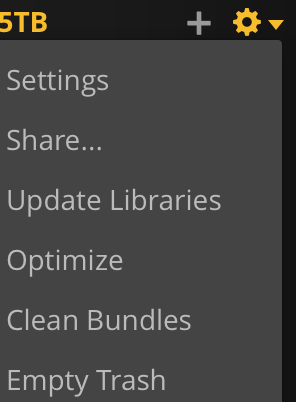 5TB
Settings
Share...
Update Libraries
Optimize
Clean Bundles
Empty Trash